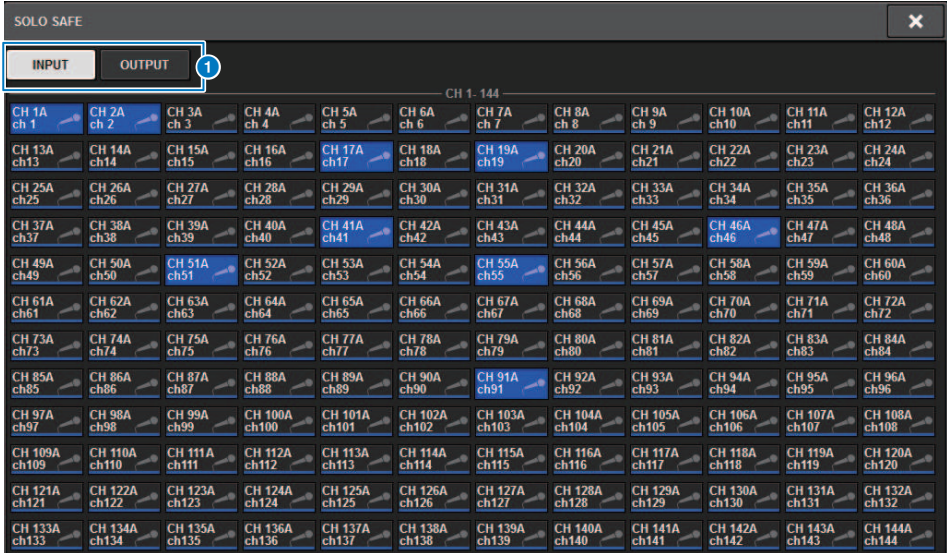 SOLO SAFE
INPUT OUTPUT 1
CH 1- 144
CH 1A CH 2A CH 3A CH 4A CH 5A CH 6A CH 7A CH 8A CH 9A CH 10A CH 11A CH 12A
ch 1 ch 2 ch 3 ch 4 ch 5 ch 6 ch 7 ch 8 ch 9 ch10 ch11 ch12
CH 13A CH 14A CH 15A CH 16A CH 17A CH 18A CH 19A CH 20A CH 21A CH 22A CH 23A CH 24A
ch13 ch14 ch15 ch16 ch17 ch18 ch19 ch20 ch21 ch22 ch23 ch24
CH 25A CH 26A CH 27A CH 28A CH 29A CH 30A CH 31A CH 32A CH 33A CH 34A CH 35A CH 36A
ch25 ch26 ch27 ch28 ch29 ch30 ch31 ch32 ch33 ch34 ch35 ch36
CH 37A CH 38A CH 39A CH 40A CH 41A CH 42A CH 43A CH 44A CH 45A CH 46A CH 47A CH 48A
ch37 ch38 ch39 ch40 ch41 ch42 ch43 ch44 ch45 ch46 ch47 ch48
CH 49A CH 50A CH 51A CH 52A CH 53A CH 54A CH 55A CH 56A CH 57A CH 58A CH 59A CH 60A
ch49 ch50 ch51 ch52 ch53 ch54 ch55 ch56 ch57 ch58 ch59 ch60
CH 61A CH 62A CH 63A CH 64A CH 65A CH 66A CH 67A CH 68A CH 69A CH 70A CH 71A CH 72A
ch61 ch62 ch63 ch64 ch65 ch66 ch67 ch68 ch69 ch70 ch71 ch72
CH 73A CH 74A CH 75A CH 76A CH 77A CH 78A CH 79A CH 80A CH 81A CH 82A CH 83A CH 84A
ch73 ch74 ch75 ch76 ch77 ch78 ch79 ch80 ch81 ch82 ch83 ch84
CH 85A CH 86A CH 87A CH 88A CH 89A CH 90A CH 91A CH 92A CH 93A CH 94A CH 95A CH 96A
ch85 ch86 ch87 ch88 ch89 ch90 ch91 ch92 ch93 ch94 ch95 ch96
CH 97A CH 98A CH 99A CH 100A CH 101A CH 102A CH 103A CH 104A CH 105A CH 106A CH 107A CH 108A
ch97 ch98 ch99 ch100 ch101 ch102 ch103 ch104 ch105 ch106 ch107 ch108
CH 109A CH 110A CH 111A CH 112A CH 113A CH 114A CH 115A CH 116A CH 117A CH 118A CH 119A CH 120A
ch109 ch110 ch111 ch112 ch113 ch114 ch115 ch116 ch117 ch118 ch119 ch120
CH 121A CH 122A CH 123A CH 124A CH 125A CH 126A CH 127A CH 128A CH 129A CH 130A CH 131A CH 132A
ch121 ch122 ch123 ch124 ch125 ch126 ch127 ch128 ch129 ch130 ch131 ch132
CH 133A CH 134A CH 135A CH 136A CH 137A CH 138A CH 139A CH 140A CH 141A CH 142A CH 143A CH 144A
ch133 ch134 ch135 ch136 ch137 ch138 ch139 ch140 ch141 ch142 ch143 ch144